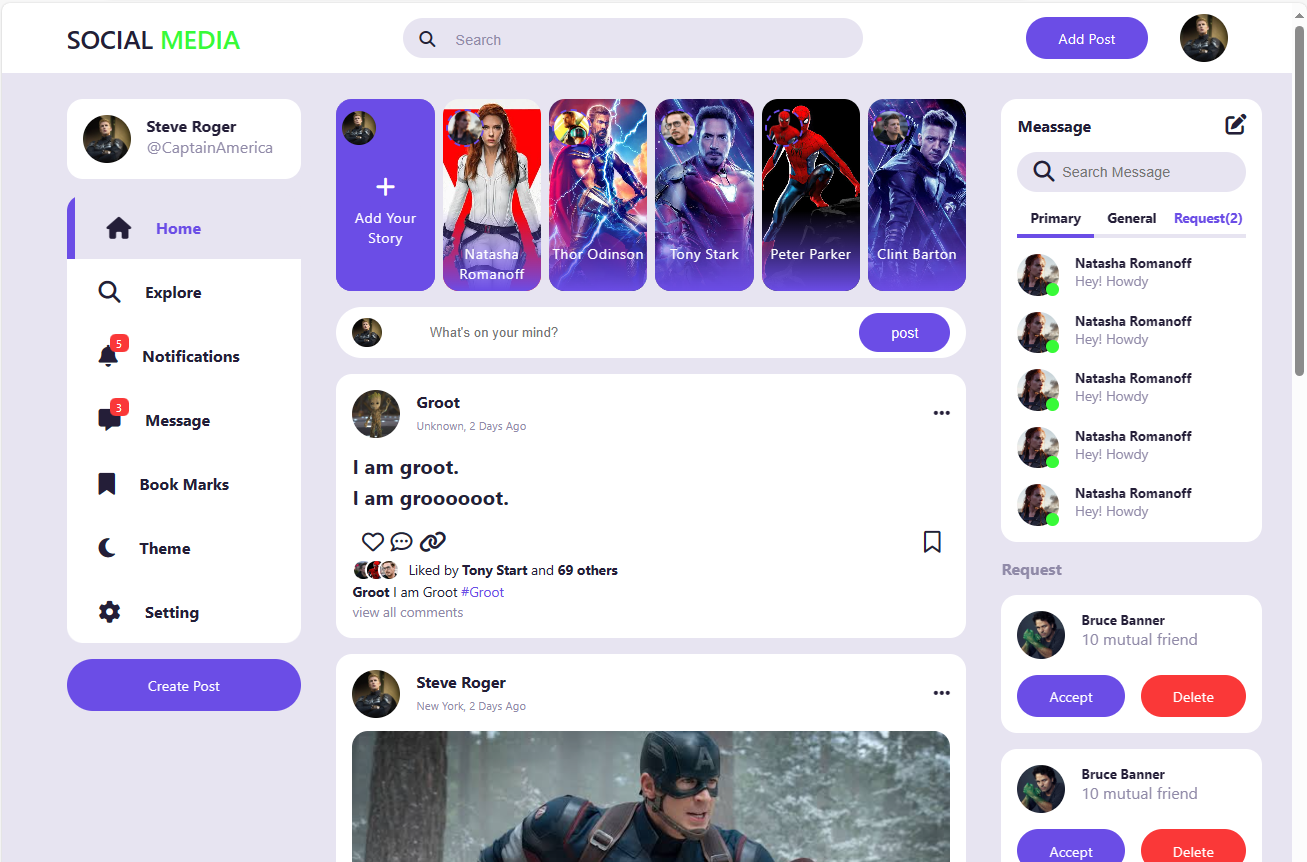 SOCIAL MEDIA
Search
Add Post
Steve Roger
@CaptainAmerica
Home
Explore
5
Notifications
3
Message
Book Marks
Theme
Setting
Create Post
Add Your
Story
Natasha
Romanoff
Thor Odinson
Tony Stark
Peter Parker
Clint Barton
What's on your mind?
post
Groot
Unknown, 2 Days Ago
I am groot.
I am groooooot.
Liked by Tony Start and 69 others
Groot I am Groot #Groot
view all comments
Steve Roger
New York, 2 Days Ago
A
Meassage
Search Message
Primary General Request(2)
Natasha Romanoff
Hey! Howdy
Natasha Romanoff
Hey! Howdy
Natasha Romanoff
Hey! Howdy
Natasha Romanoff
Hey! Howdy
Natasha Romanoff
Hey! Howdy
Request
Bruce Banner
10 mutual friend
Accept Delete
Bruce Banner
10 mutual friend
Accept Delete